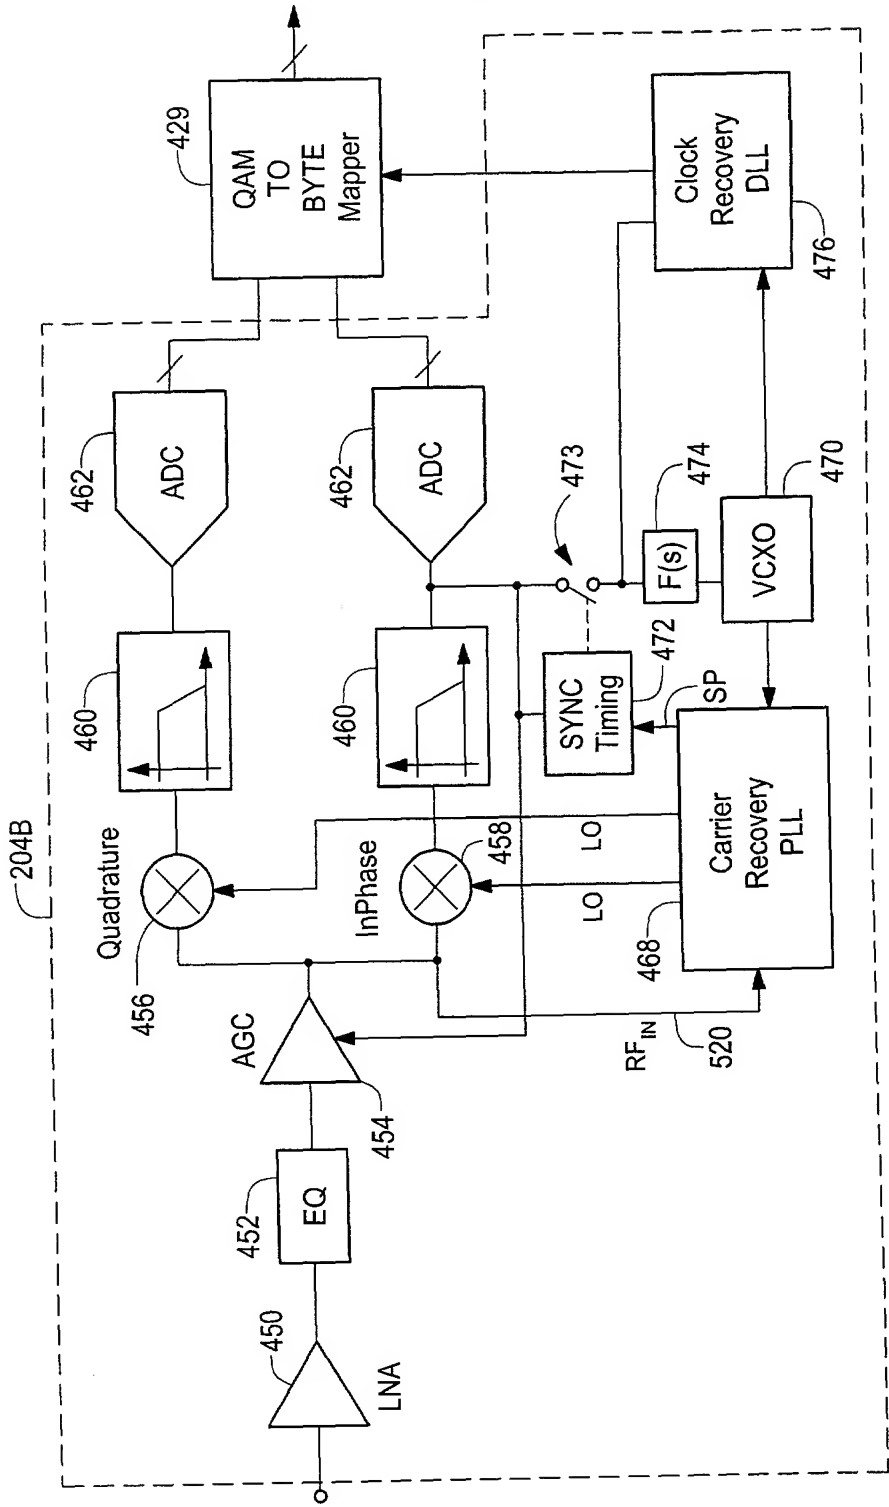 204B
LNA
450
EQ
452
AGC
454
Quadrature
456
InPhase
458
460
460
ADC
462
ADC
462
QAM
TO
BYTE
Mapper
429
RF IN
520
LO
LO
Carrier
Recovery
PLL
468
SP
SYNC
Timing
472
473
F(s)
474
VCXO
470
Clock
Recovery
DLL
476